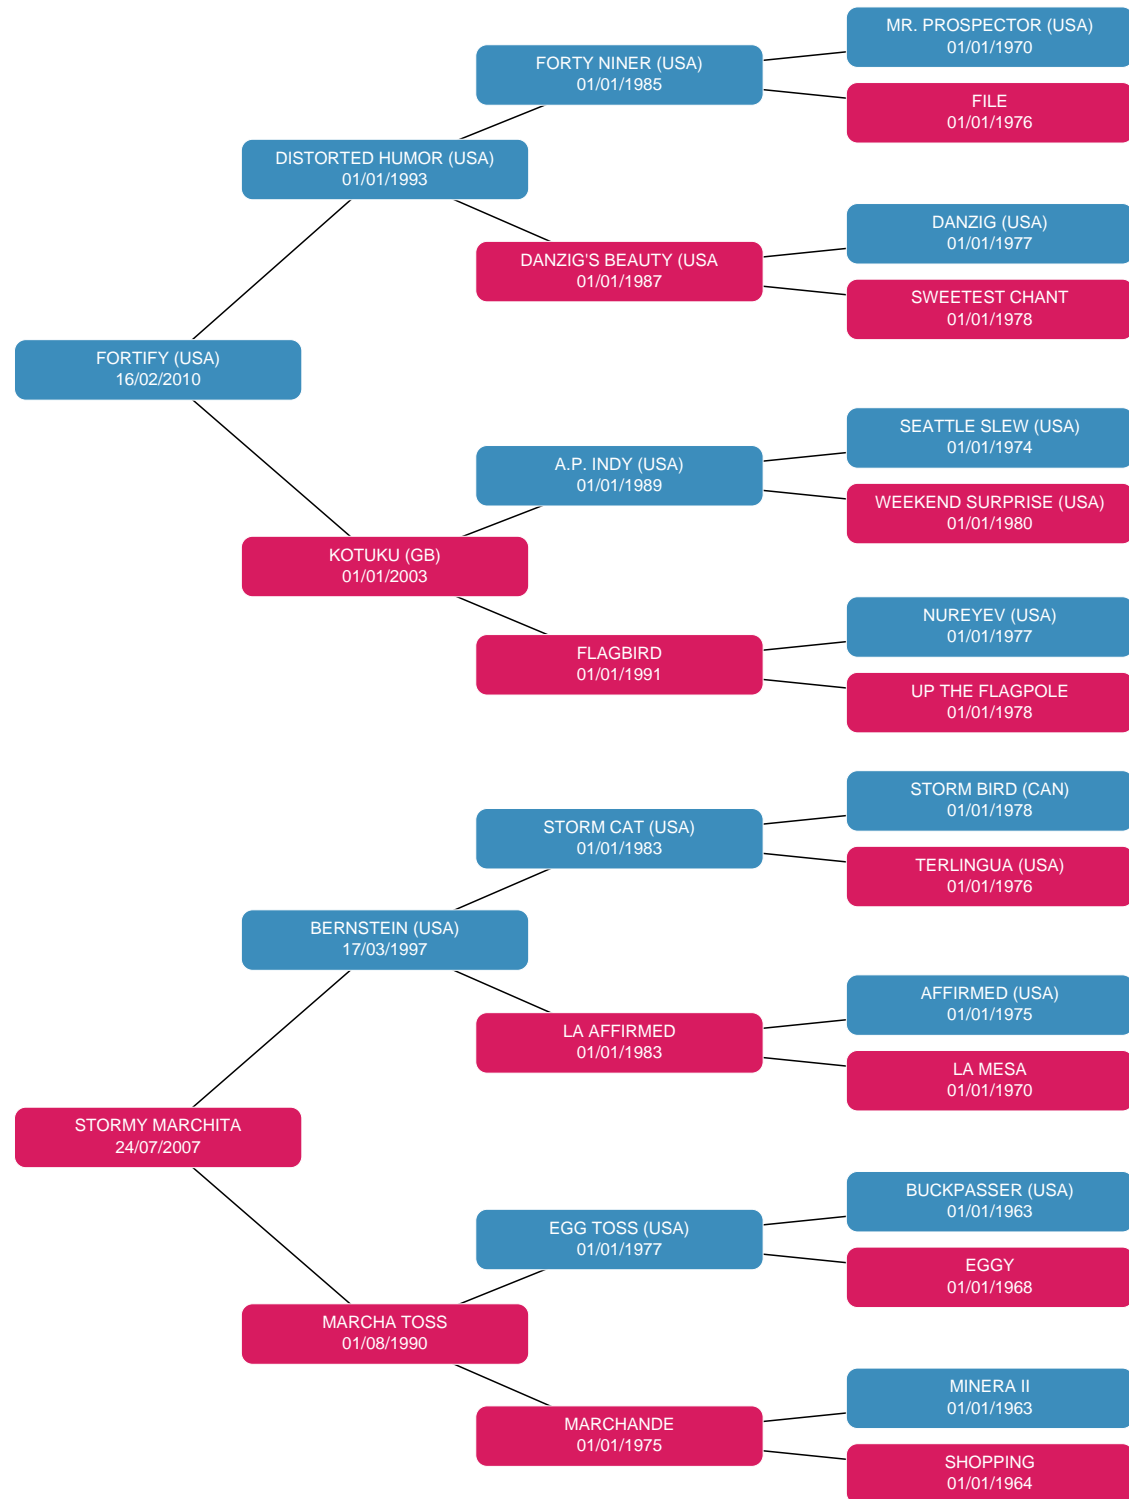 MR. PROSPECTOR (USA)
01/01/1970
FORTY NINER (USA)
01/01/1985
FILE
01/01/1976
DISTORTED HUMOR (USA)
01/01/1993
DANZIG (USA)
01/01/1977
DANZIG'S BEAUTY (USA
01/01/1987
SWEETEST CHANT
01/01/1978
FORTIFY (USA)
16/02/2010
SEATTLE SLEW (USA)
01/01/1974
A.P. INDY (USA)
01/01/1989
WEEKEND SURPRISE (USA)
01/01/1980
KOTUKU (GB)
01/01/2003
NUREYEV (USA)
01/01/1977
FLAGBIRD
01/01/1991
UP THE FLAGPOLE
01/01/1978
STORM BIRD (CAN)
01/01/1978
STORM CAT (USA)
01/01/1983
TERLINGUA (USA)
01/01/1976
BERNSTEIN (USA)
17/03/1997
AFFIRMED (USA)
01/01/1975
LA AFFIRMED
01/01/1983
LA MESA
01/01/1970
STORMY MARCHITA
24/07/2007
BUCKPASSER (USA)
01/01/1963
EGG TOSS (USA)
01/01/1977
EGGY
01/01/1968
MARCHA TOSS
01/08/1990
MINERA II
01/01/1963
MARCHANDE
01/01/1975
SHOPPING
01/01/1964